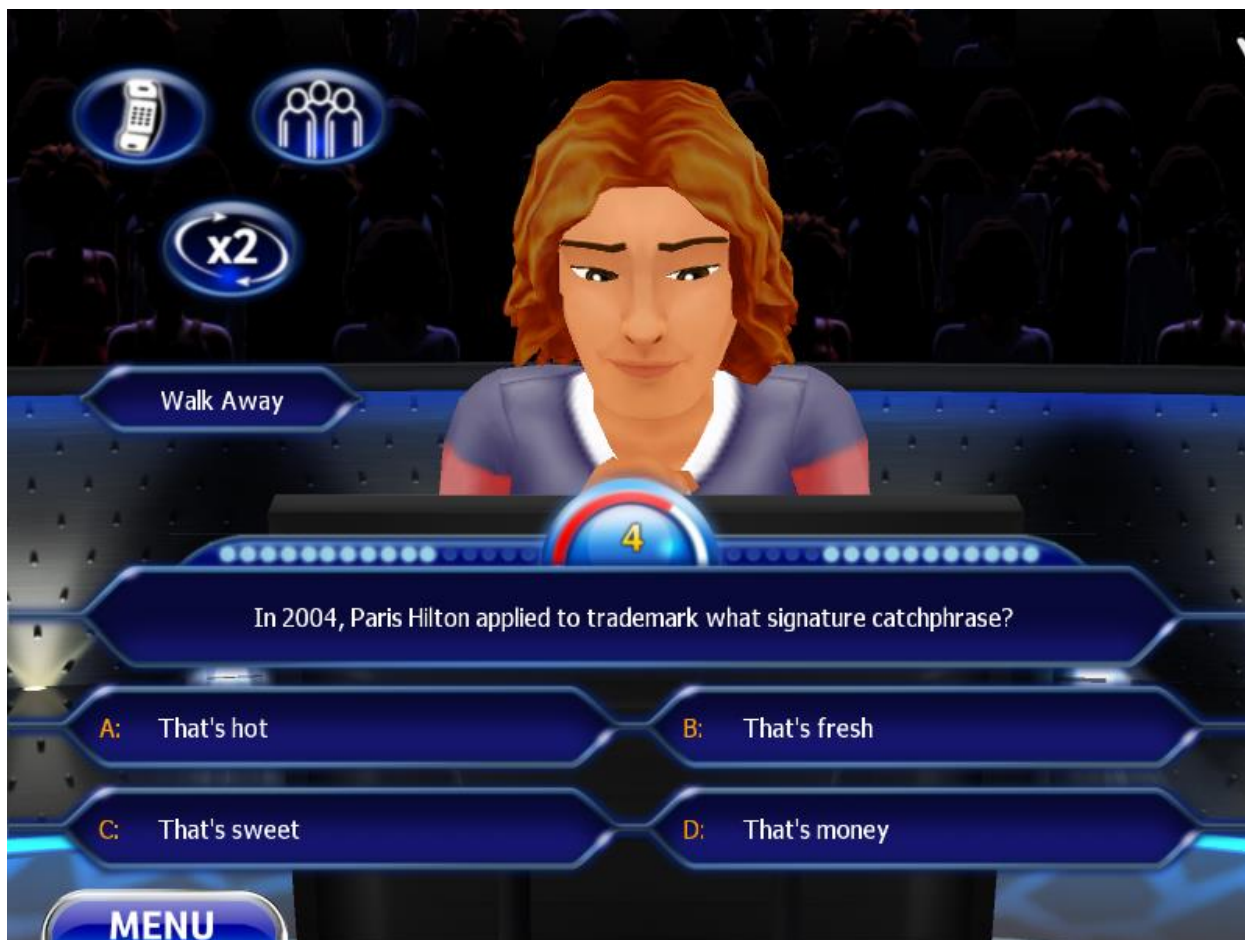 x2
Walk Away
4
In 2004, Paris Hilton applied to trademark what signature catchphrase?
A: That's hot
B: That's fresh
C: That's sweet
D: That's money
MENU